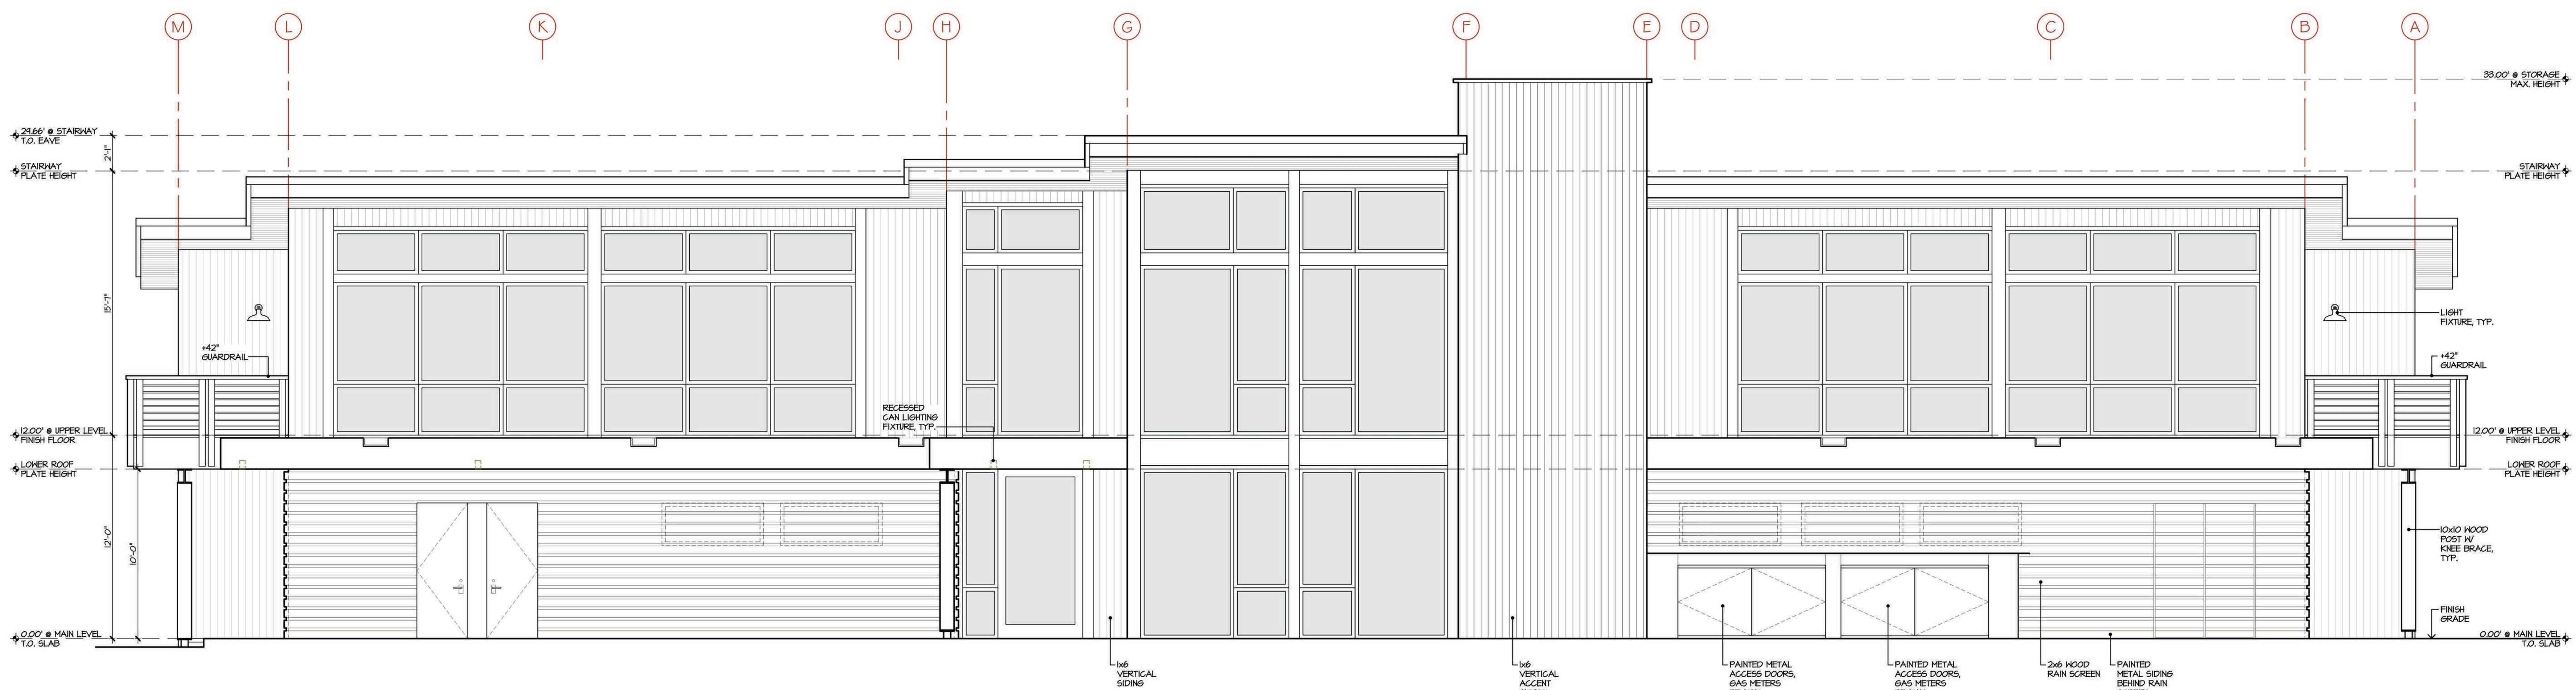 M
L
K
J
H
G
F
E
D
C
B
A
33.00' @ STORAGE
MAX. HEIGHT
29.66' @ STAIRWAY
T.O. EAVE
2'-1"
STAIRWAY
PLATE HEIGHT
STAIRWAY
PLATE HEIGHT
15'-7"
LIGHT
FIXTURE, TYP.
+42"
GUARDRAIL
+42"
GUARDRAIL
RECESSED
CAN LIGHTING
FIXTURE, TYP.
12.00' @ UPPER LEVEL
FINISH FLOOR
12.00' @ UPPER LEVEL
FINISH FLOOR
LOWER ROOF
PLATE HEIGHT
LOWER ROOF
PLATE HEIGHT
12'-0"
10'-0"
10x10 WOOD
POST W/
KNEE BRACE,
TYP.
FINISH
GRADE
0.00' @ MAIN LEVEL
T.O. SLAB
0.00' @ MAIN LEVEL
T.O. SLAB
1x6
VERTICAL
SIDING
1x6
VERTICAL
ACCENT
PAINTED METAL
ACCESS DOORS,
GAS METERS
PAINTED METAL
ACCESS DOORS,
GAS METERS
2x6 WOOD
RAIN SCREEN
PAINTED
METAL SIDING
BEHIND RAIN